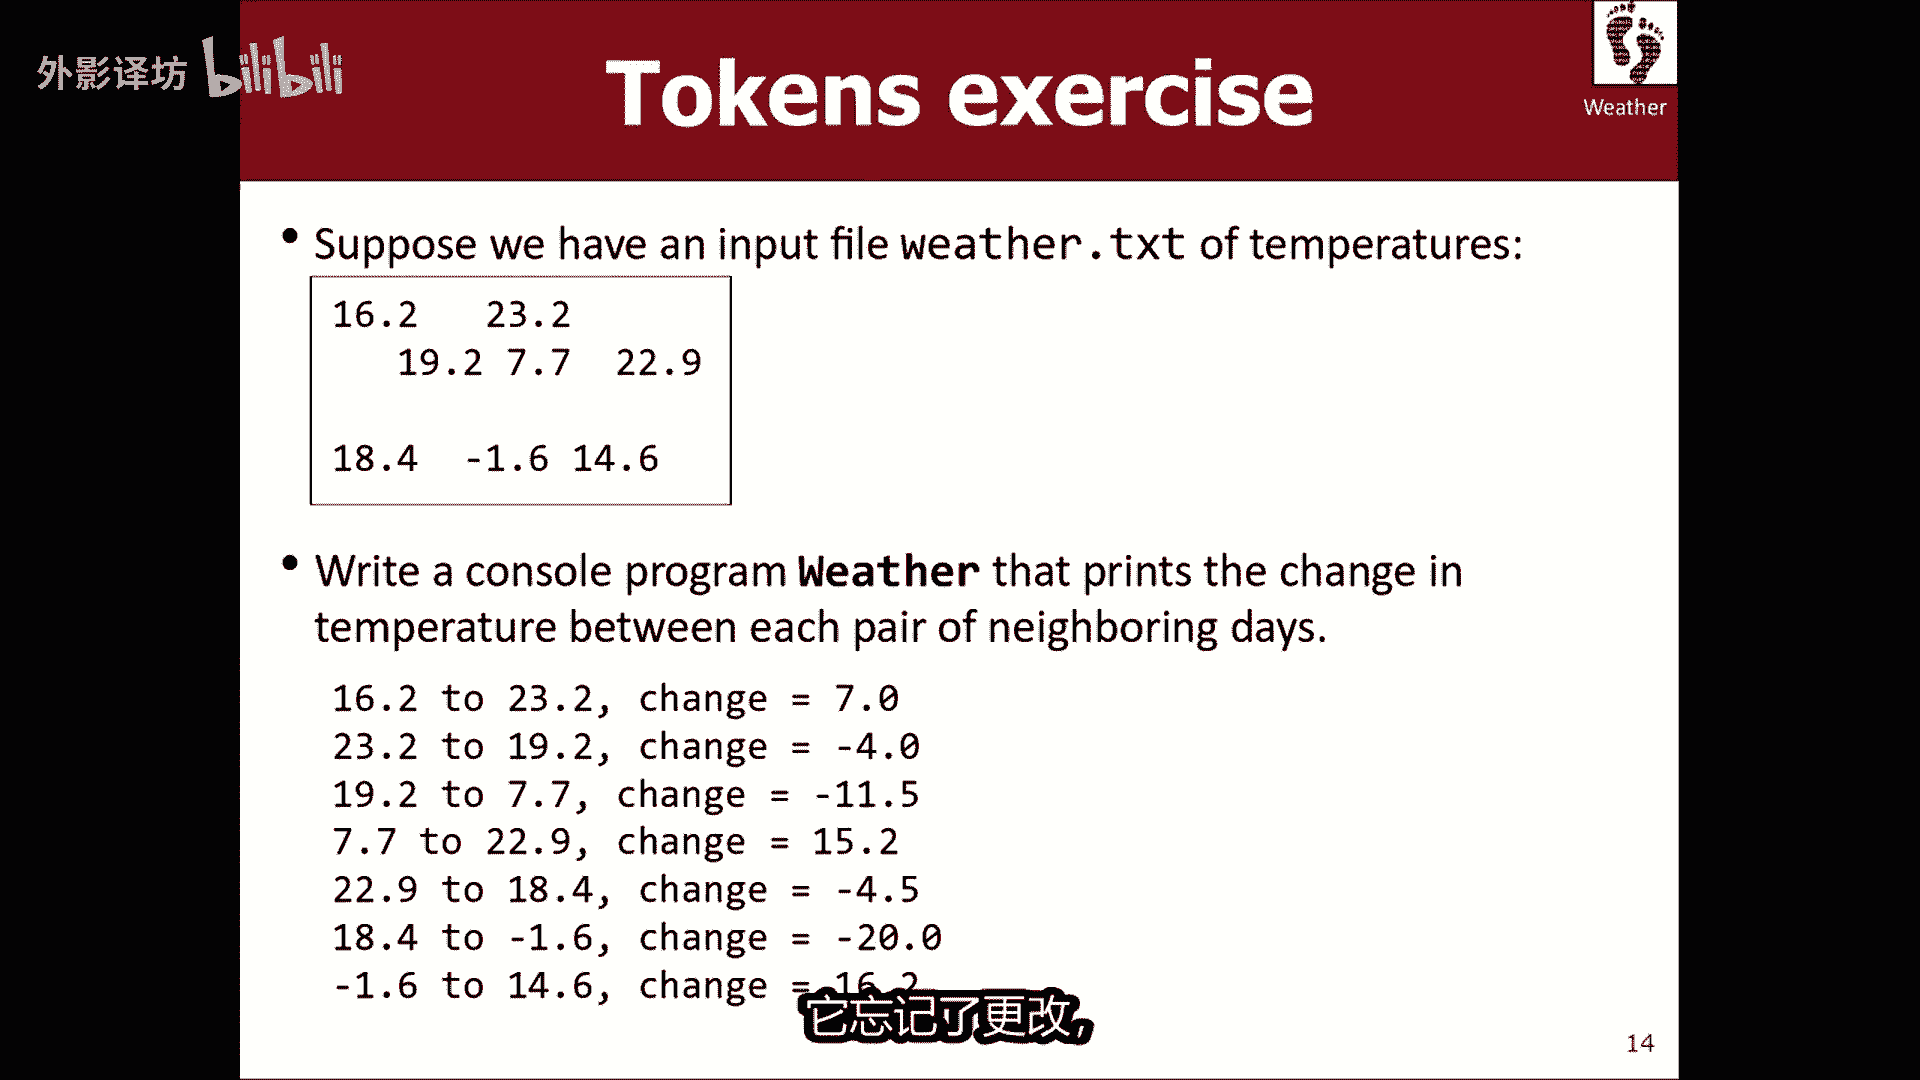 外影译坊 bilibili
Tokens exercise
Weather
• Suppose we have an input file weather.txt of temperatures:
16.2   23.2
   19.2 7.7  22.9
18.4  -1.6 14.6
• Write a console program Weather that prints the change in
temperature between each pair of neighboring days.
16.2 to 23.2, change = 7.0
23.2 to 19.2, change = -4.0
19.2 to 7.7, change = -11.5
7.7 to 22.9, change = 15.2
22.9 to 18.4, change = -4.5
18.4 to -1.6, change = -20.0
-1.6 to 14.6, change = 16.2
它忘记了更改,
14